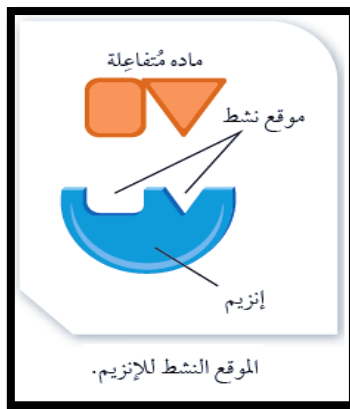 ماده مُتفاعِلة
موقع نشط
إنزيم
الموقع النشط للإنزيم.